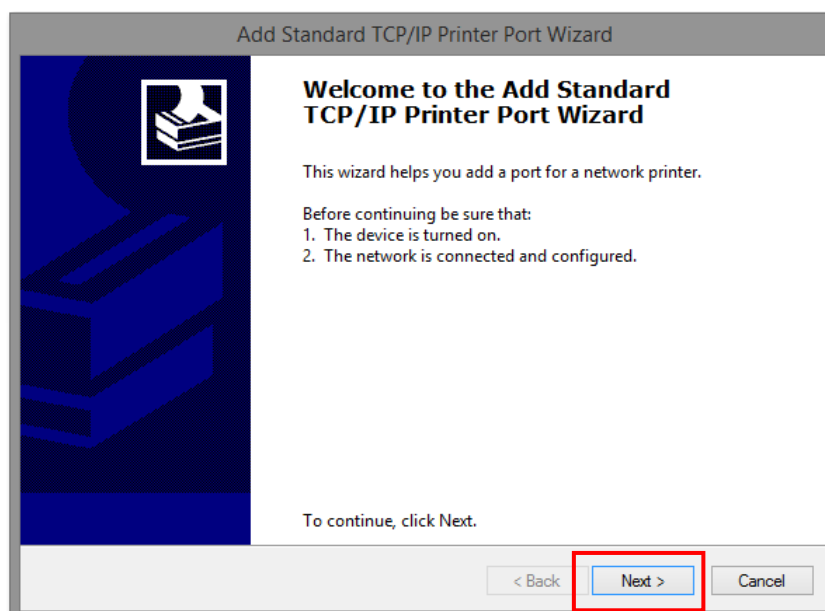 Add Standard TCP/IP Printer Port Wizard
Welcome to the Add Standard
TCP/IP Printer Port Wizard
This wizard helps you add a port for a network printer.
Before continuing be sure that:
1. The device is turned on.
2. The network is connected and configured.
To continue, click Next.
< Back Next > Cancel